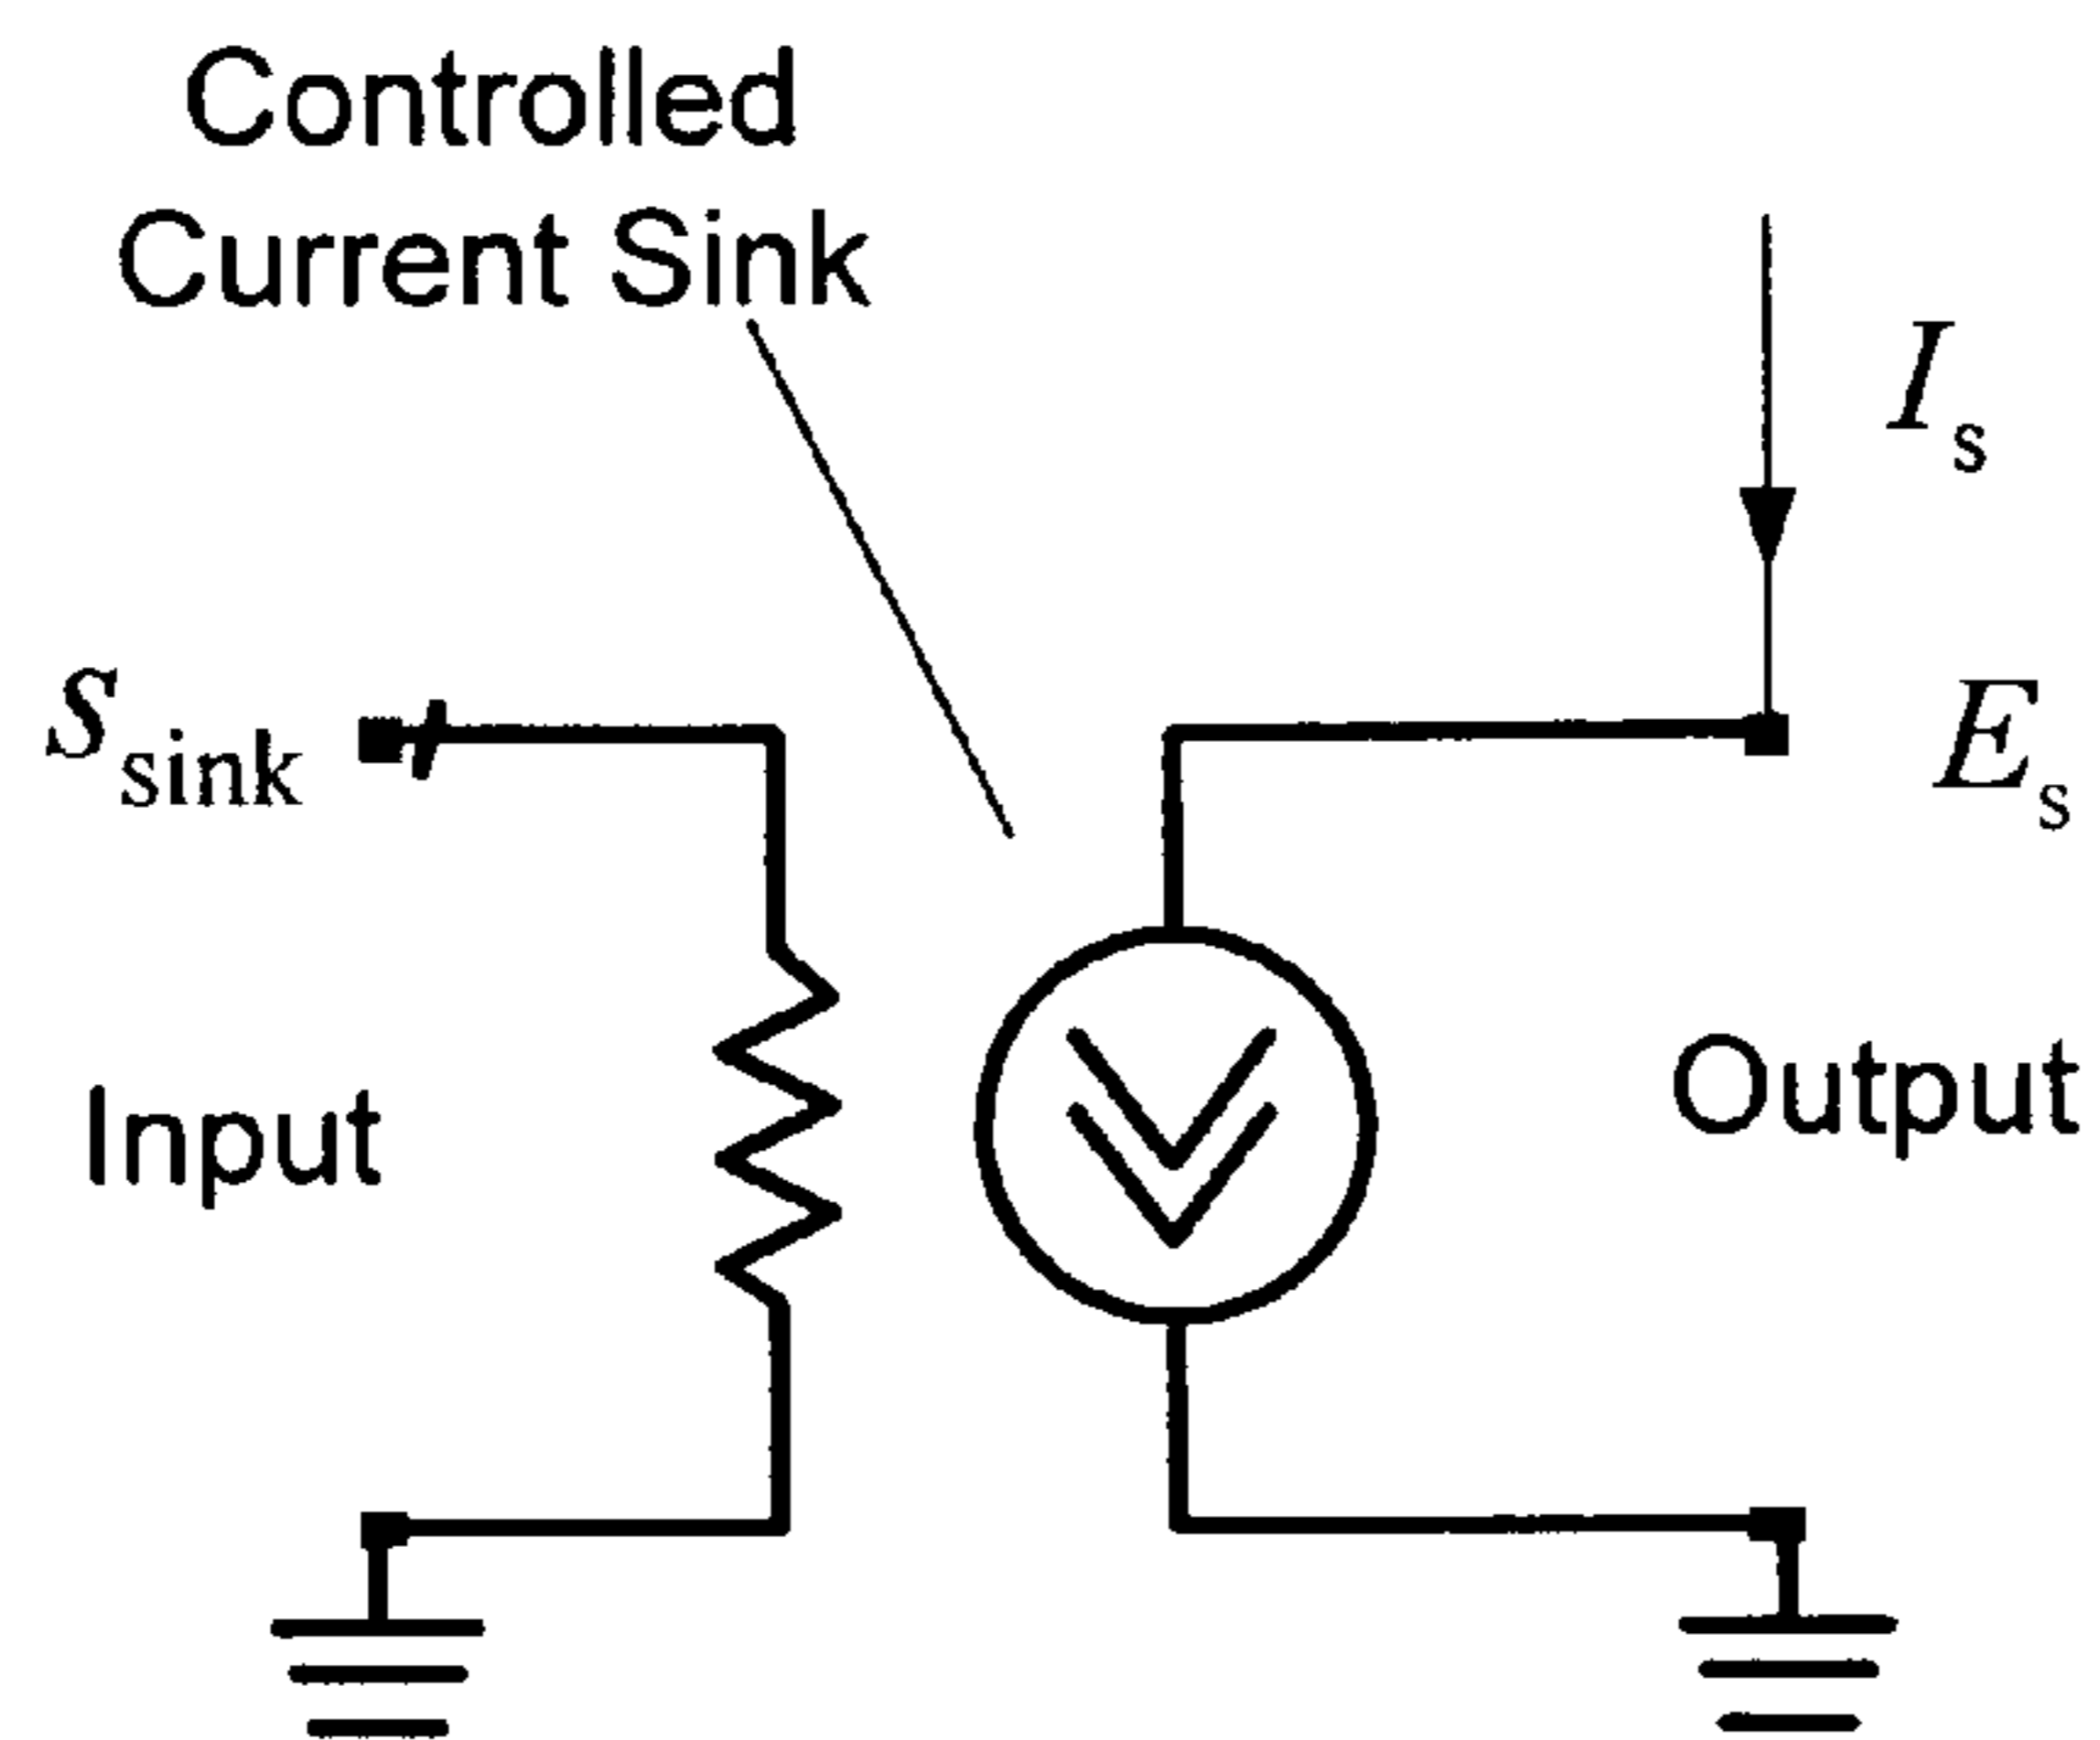 Controlled
Current Sink
I_s
S_sink
E_s
Input
Output